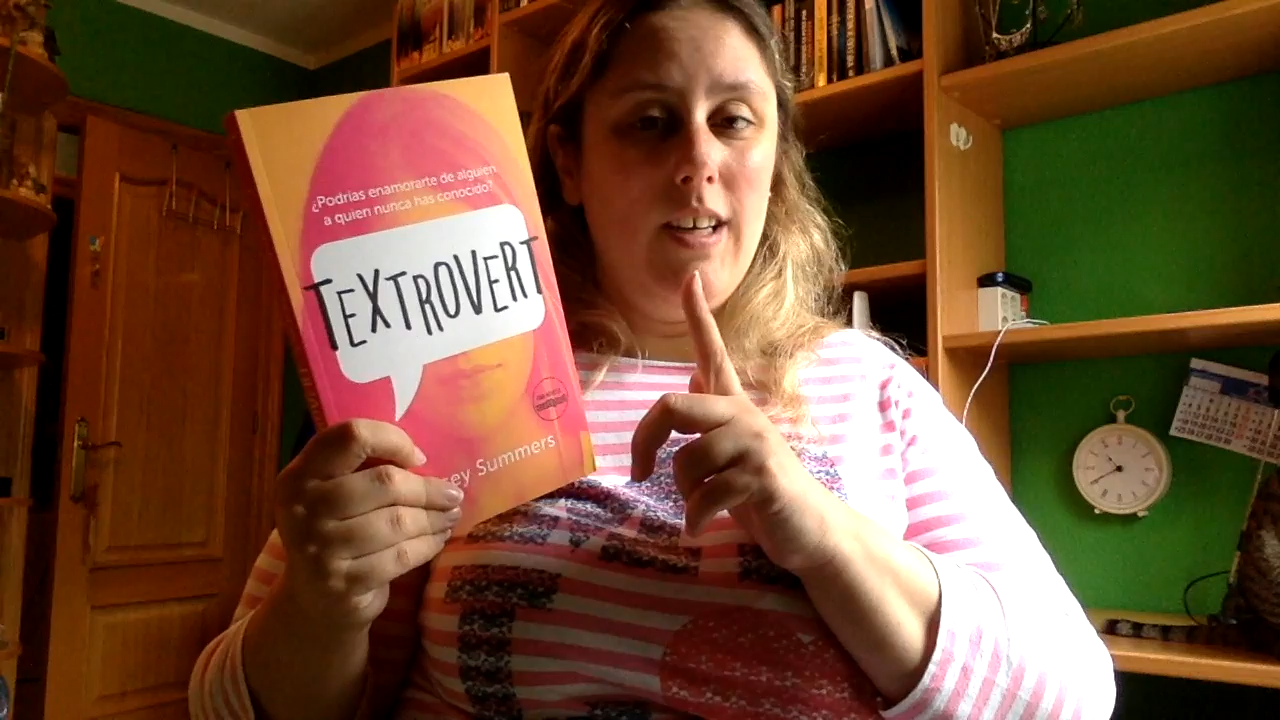 ¿Podrías enamorarte de alguien
a quien nunca has conocido?
TEXTROVERT
Summers